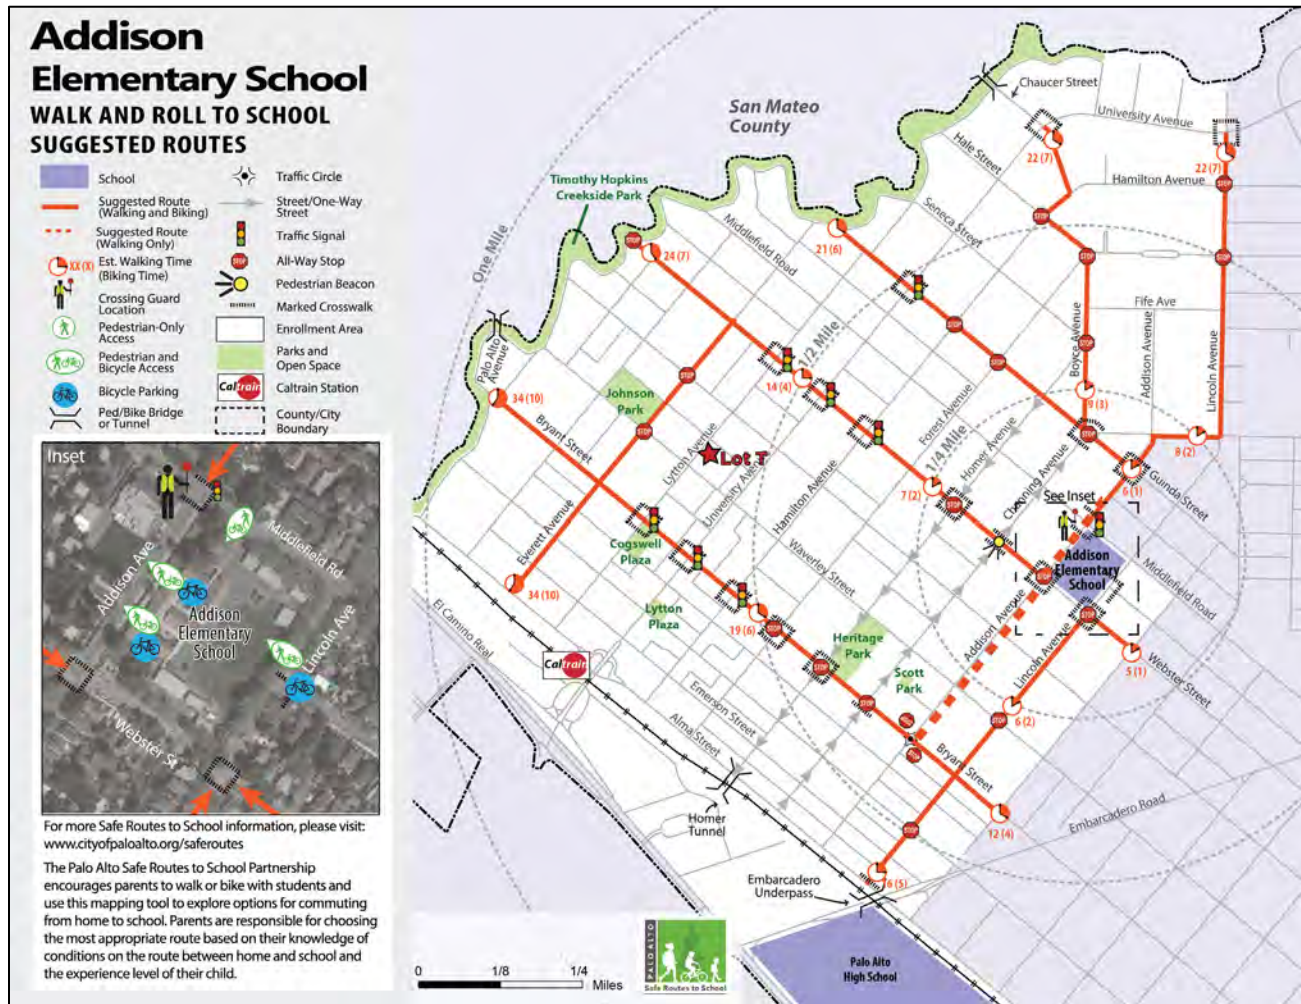 Addison
Elementary School
WALK AND ROLL TO SCHOOL
SUGGESTED ROUTES
School
Suggested Route
(Walking and Biking)
Suggested Route
(Walking Only)
XX (X)
Est. Walking Time
(Biking Time)
Crossing Guard
Location
Pedestrian-Only
Access
Pedestrian and
Bicycle Access
Bicycle Parking
Ped/Bike Bridge
or Tunnel
Traffic Circle
Street/One-Way
Street
Traffic Signal
STOP
All-Way Stop
Pedestrian Beacon
Marked Crosswalk
Enrollment Area
Parks and
Open Space
Caltrain
Caltrain Station
County/City
Boundary
Inset
Addison Ave
Middlefield Rd
Addison
Elementary
School
Lincoln Ave
Webster St
For more Safe Routes to School information, please visit:
www.cityofpaloalto.org/saferoutes
The Palo Alto Safe Routes to School Partnership
encourages parents to walk or bike with students and
use this mapping tool to explore options for commuting
from home to school. Parents are responsible for choosing
the most appropriate route based on their knowledge of
conditions on the route between home and school and
the experience level of their child.
San Mateo
County
Timothy Hopkins
Creekside Park
One Mile
Chaucer Street
University Avenue
22 (7)
22 (7)
Hamilton Avenue
Hale Street
Seneca Street
Middlefield Road
24 (7)
21 (6)
Palo Alto
Avenue
1/2 Mile
Fife Ave
Boyce Avenue
Addison Avenue
Lincoln Avenue
34 (10)
Johnson
Park
14 (4)
9 (3)
Bryant Street
Forest Avenue
1/4 Mile
Homer Avenue
Channing Avenue
8 (2)
Lytton Avenue
Lot T
University Avenue
Hamilton Avenue
7 (2)
6 (1)
Guinda Street
See Inset
Everett Avenue
Cogswell
Plaza
Waverley Street
Addison
Elementary
School
Middlefield Road
34 (10)
El Camino Real
Lytton
Plaza
19 (6)
Heritage
Park
Scott
Park
Addison Avenue
Lincoln Avenue
Webster Street
5 (1)
Caltrain
Emerson Street
Alma Street
6 (2)
Bryant Street
Homer
Tunnel
12 (4)
Embarcadero Road
Embarcadero
Underpass
Palo Alto
High School
0
1/8
1/4
Miles
PALO ALTO
Safe Routes to School